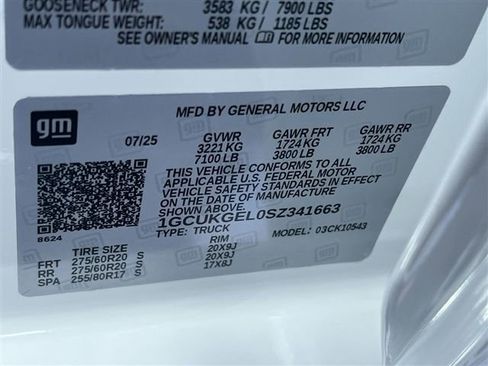 GOOSENECK TWR: 3583 KG / 7900 LBS
MAX TONGUE WEIGHT: 538 KG / 1185 LBS
SEE OWNER'S MANUAL gm FOR MORE INFORMATION
gm
MFD BY GENERAL MOTORS LLC
07/25 GVWR GAWR FRT GAWR RR
3221 KG 1724 KG 1724 KG
7100 LB 3800 LB 3800 LB
THIS VEHICLE CONFORMS TO ALL
APPLICABLE U.S. FEDERAL MOTOR
VEHICLE SAFETY STANDARDS IN EFFECT
ON THE DATE OF MANUFACTURE
SHOWN ABOVE.
1GCUKGEL0SZ341663
8624
TYPE: TRUCK MODEL: 03CK10543
TIRE SIZE RIM
FRT 275/60R20 S 20X9J
RR 275/60R20 S 20X9J
SPA 255/80R17 S 17X8J